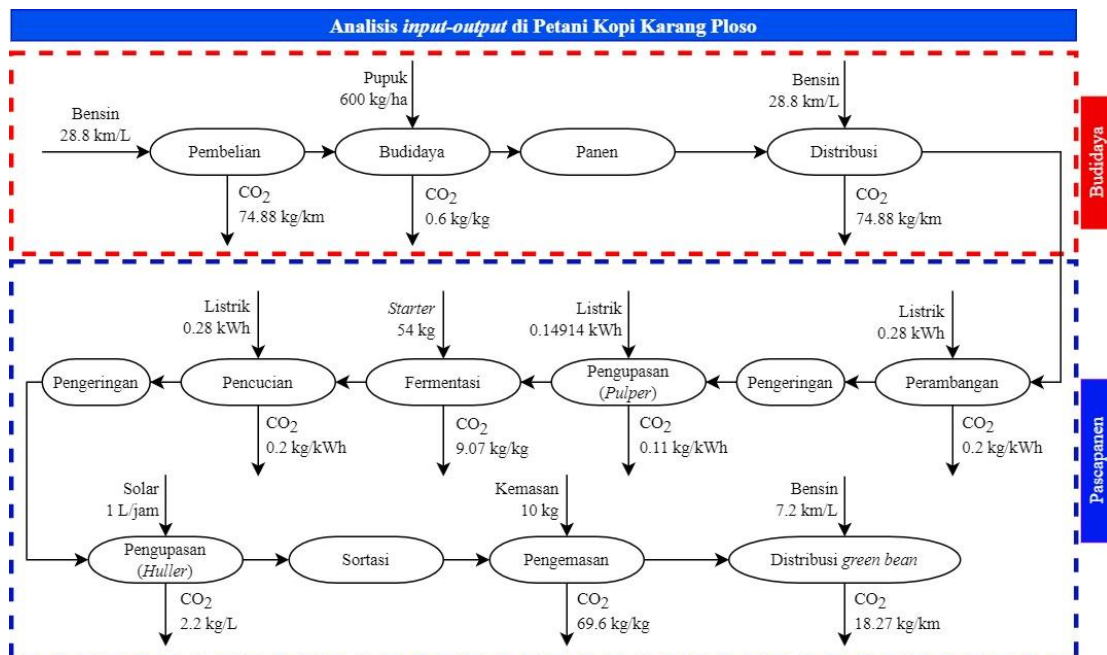 Analisis input-output di Petani Kopi Karang Ploso
Pupuk
600 kg/ha
Bensin
28.8 km/L
Bensin
28.8 km/L
Pembelian
Budidaya
Panen
Distribusi
CO2
74.88 kg/km
CO2
0.6 kg/kg
CO2
74.88 kg/km
Budidaya
Listrik
0.28 kWh
Starter
54 kg
Listrik
0.14914 kWh
Listrik
0.28 kWh
Pengeringan
Pencucian
Fermentasi
Pengupasan
(Pulper)
Pengeringan
Perambangan
CO2
0.2 kg/kWh
CO2
9.07 kg/kg
CO2
0.11 kg/kWh
CO2
0.2 kg/kWh
Pascapanen
Solar
1 L/jam
Kemasan
10 kg
Bensin
7.2 km/L
Pengupasan
(Huller)
Sortasi
Pengemasan
Distribusi green bean
CO2
2.2 kg/L
CO2
69.6 kg/kg
CO2
18.27 kg/km